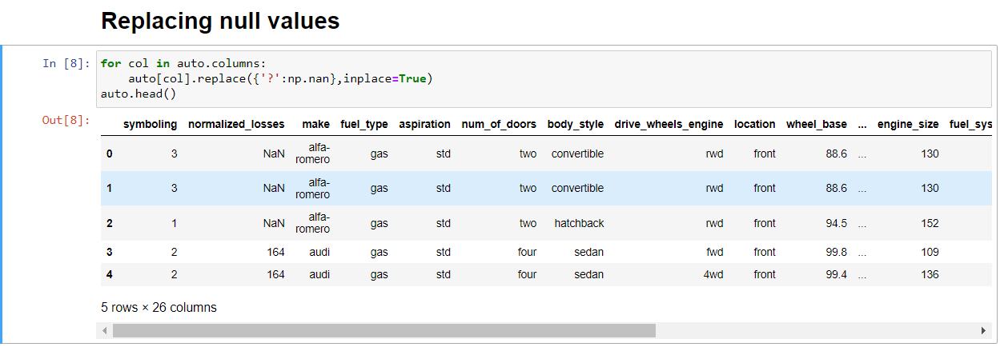 Replacing null values
In [8]: for col in auto.columns:
auto[col].replace({'?':np.nan},inplace=True)
auto.head()
Out[8]:
symboling normalized_losses make fuel_type aspiration num_of_doors body_style drive_wheels_engine location wheel_base ... engine_size fuel_sys
0 3 NaN alfa-romero gas std two convertible rwd front 88.6 ... 130
1 3 NaN alfa-romero gas std two convertible rwd front 88.6 ... 130
2 1 NaN alfa-romero gas std two hatchback rwd front 94.5 ... 152
3 2 164 audi gas std four sedan fwd front 99.8 ... 109
4 2 164 audi gas std four sedan 4wd front 99.4 ... 136
5 rows × 26 columns